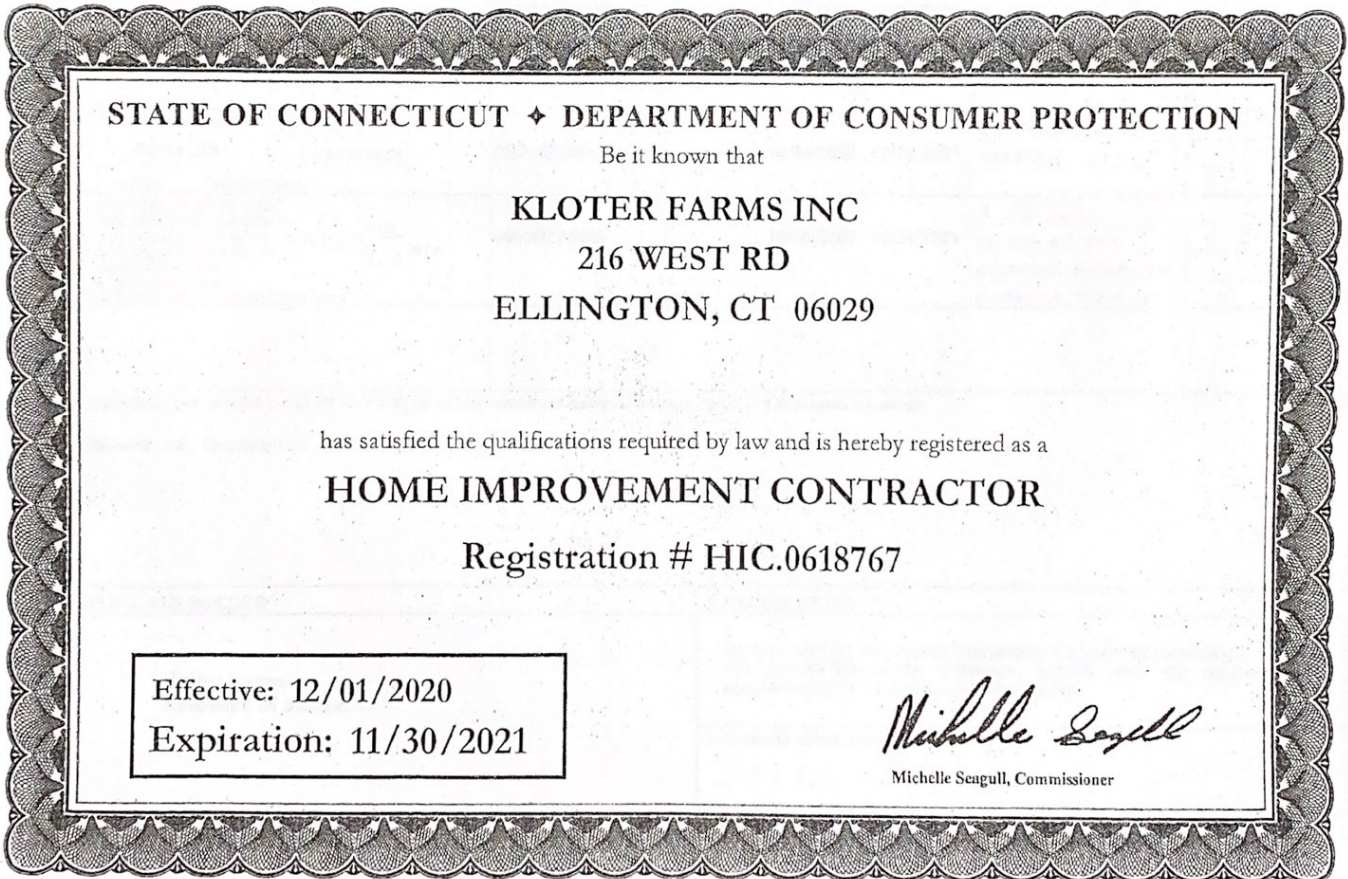 STATE OF CONNECTICUT ✦ DEPARTMENT OF CONSUMER PROTECTION
Be it known that
KLOTER FARMS INC
216 WEST RD
ELLINGTON, CT 06029
has satisfied the qualifications required by law and is hereby registered as a
HOME IMPROVEMENT CONTRACTOR
Registration # HIC.0618767
Effective: 12/01/2020
Expiration: 11/30/2021
Michelle Seagull, Commissioner